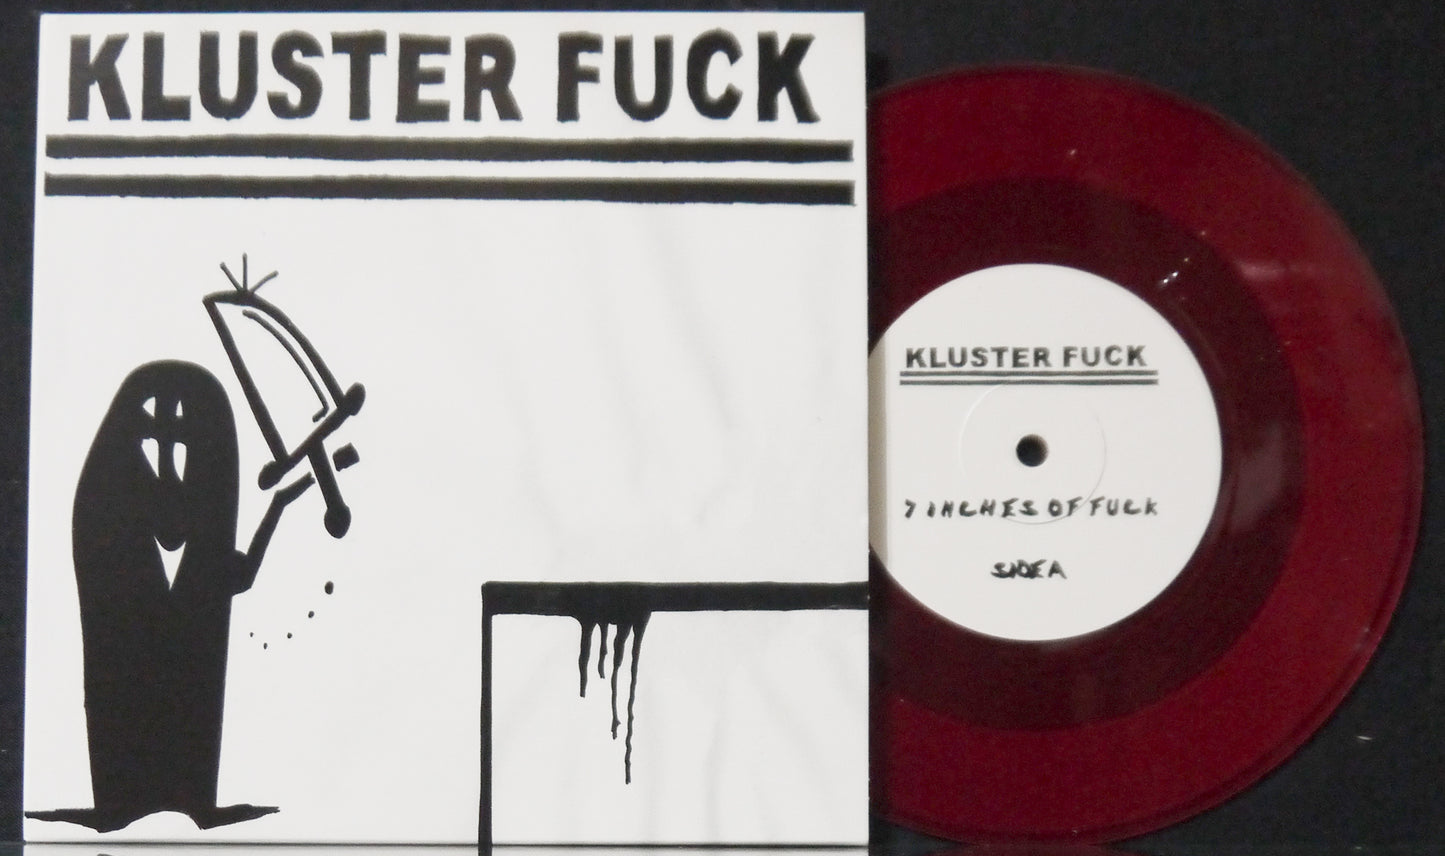 KLUSTER FUCK
KLUSTER FUCK
7 INCHES OF FUCK
SIDE A